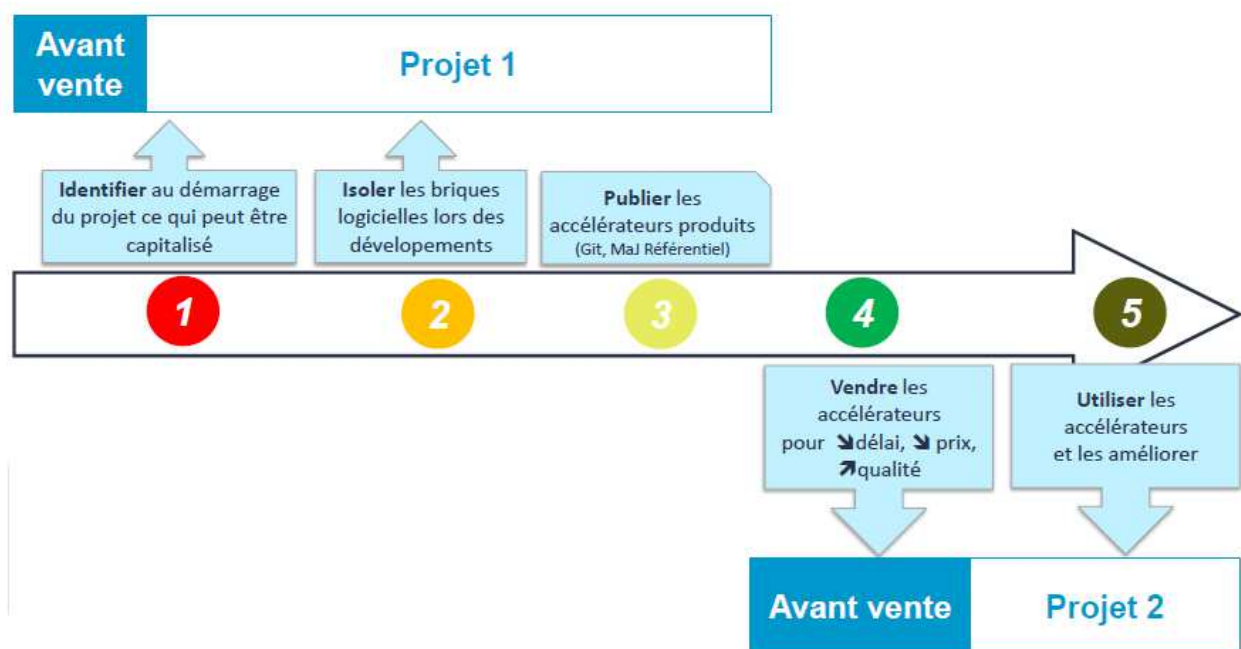 Avant
vente
Projet 1
Identifier au démarrage
du projet ce qui peut être
capitalisé
Isoler les briques
logicielles lors des
dévelopements
Publier les
accélérateurs produits
(Git, MaJ Référentiel)
1
2
3
4
5
Vendre les
accélérateurs
pour ↘délai, ↘ prix,
↗qualité
Utiliser les
accélérateurs
et les améliorer
Avant vente
Projet 2